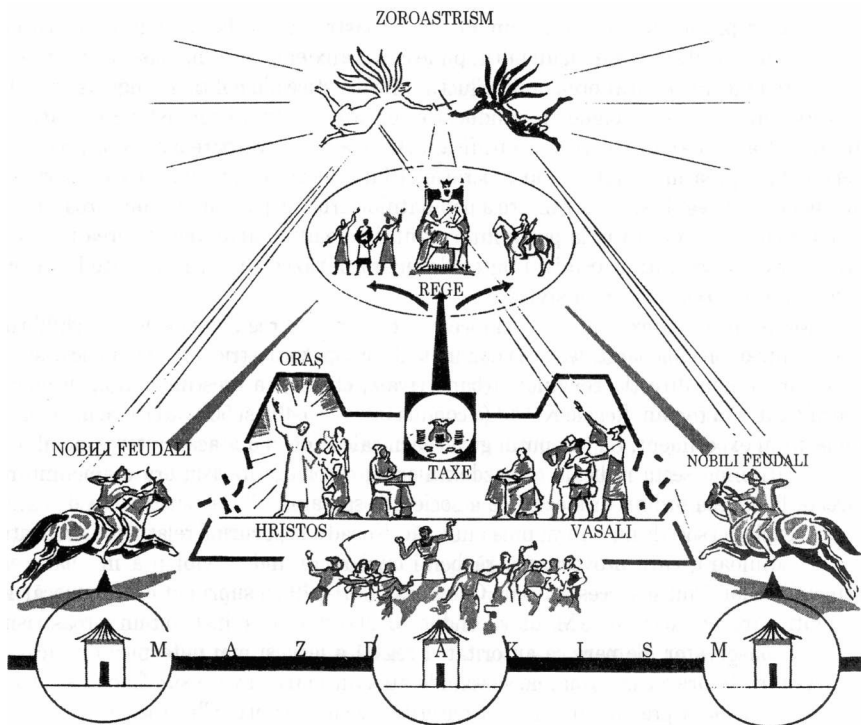 ZOROASTRISM
REGE
ORAȘ
TAXE
NOBILI FEUDALI
NOBILI FEUDALI
HRISTOS
VASALI
M A Z D A K I S M